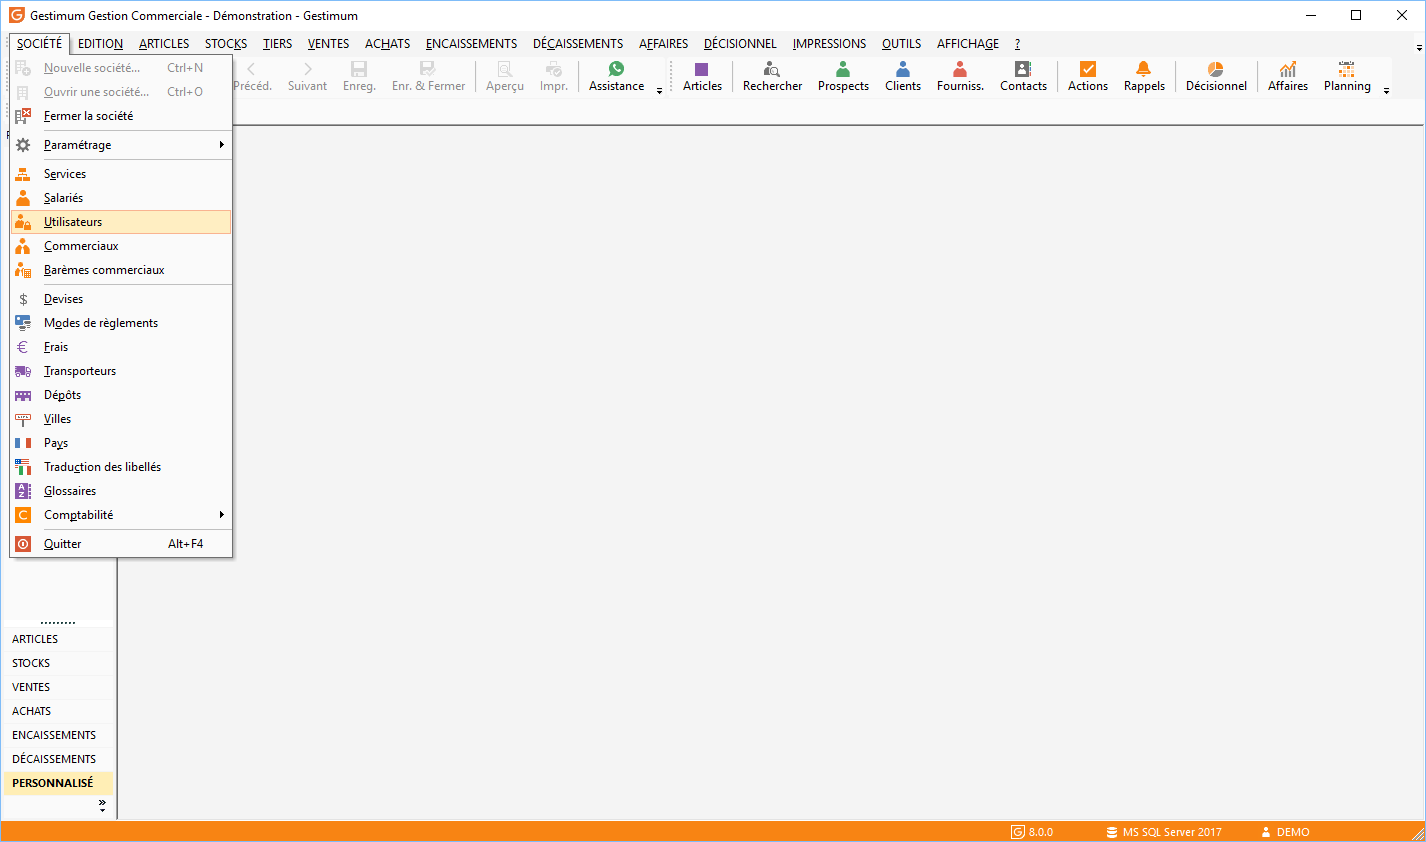 Gestimum Gestion Commerciale - Démonstration - Gestimum
SOCIÉTÉ EDITION ARTICLES STOCKS TIERS VENTES ACHATS ENCAISSEMENTS DÉCAISSEMENTS AFFAIRES DÉCISIONNEL IMPRESSIONS OUTILS AFFICHAGE ?
Précéd. Suivant Enreg. Enr. & Fermer Aperçu Impr. Assistance Articles Rechercher Prospects Clients Fourniss. Contacts Actions Rappels Décisionnel Affaires Planning
Nouvelle société... Ctrl+N
Ouvrir une société... Ctrl+O
Fermer la société
Paramétrage
Services
Salariés
Utilisateurs
Commerciaux
Barèmes commerciaux
Devises
Modes de règlements
Frais
Transporteurs
Dépôts
Villes
Pays
Traduction des libellés
Glossaires
Comptabilité
Quitter Alt+F4
ARTICLES
STOCKS
VENTES
ACHATS
ENCAISSEMENTS
DÉCAISSEMENTS
PERSONNALISÉ
8.0.0 MS SQL Server 2017 DEMO